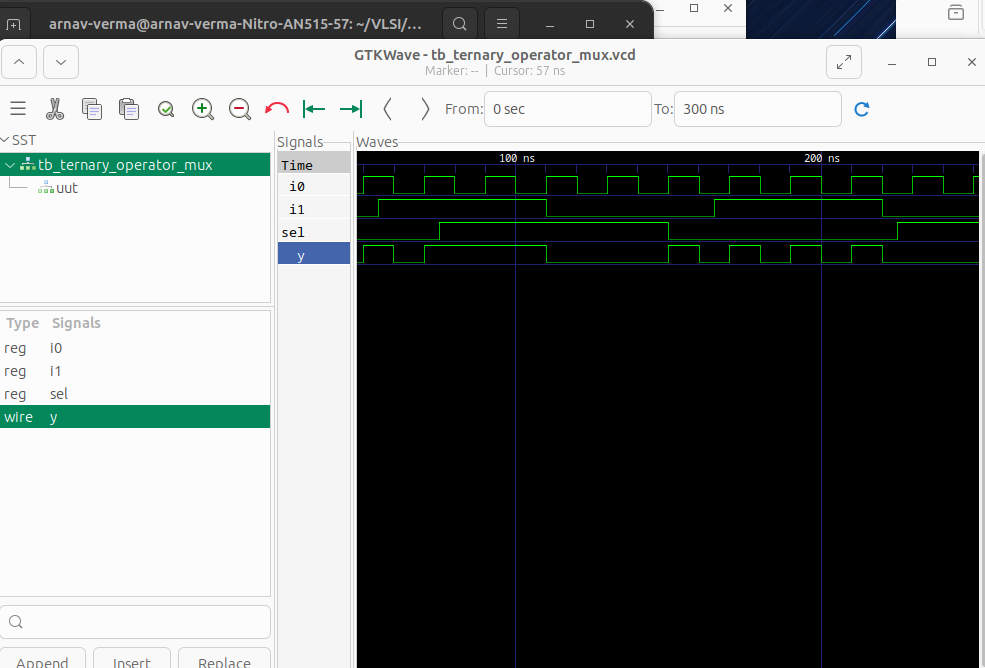 arnav-verma@arnav-verma-Nitro-AN515-57: ~/VLSI/...
GTKWave - tb_ternary_operator_mux.vcd
Marker: -- | Cursor: 57 ns
From: 0 sec To: 300 ns
SST
tb_ternary_operator_mux
uut
Type Signals
reg i0
reg i1
reg sel
wire y
Append Insert Replace
Signals
Time
i0
i1
sel
y
Waves
100 ns 200 ns